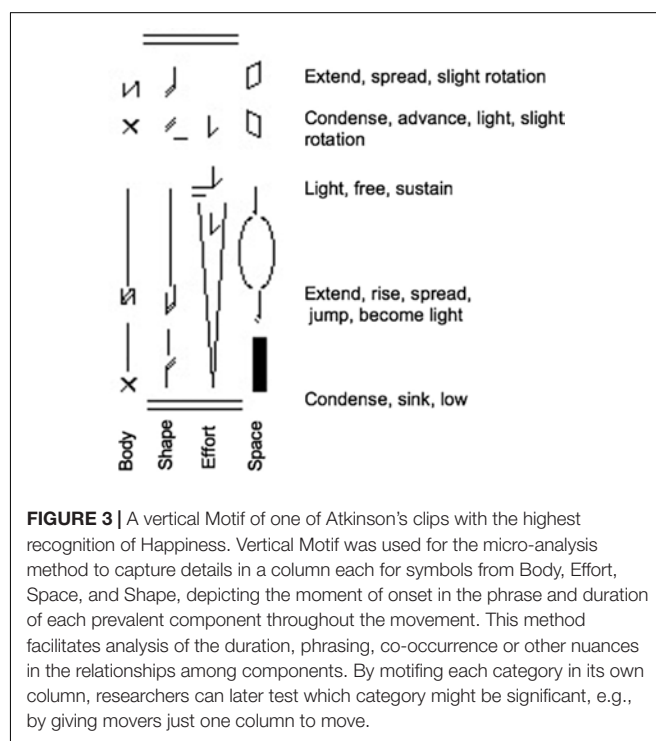 Extend, spread, slight rotation
Condense, advance, light, slight
rotation
Light, free, sustain
Extend, rise, spread,
jump, become light
Condense, sink, low
Body
Shape
Effort
Space
FIGURE 3 | A vertical Motif of one of Atkinson's clips with the highest
recognition of Happiness. Vertical Motif was used for the micro-analysis
method to capture details in a column each for symbols from Body, Effort,
Space, and Shape, depicting the moment of onset in the phrase and duration
of each prevalent component throughout the movement. This method
facilitates analysis of the duration, phrasing, co-occurrence or other nuances
in the relationships among components. By motifing each category in its own
column, researchers can later test which category might be significant, e.g.,
by giving movers just one column to move.